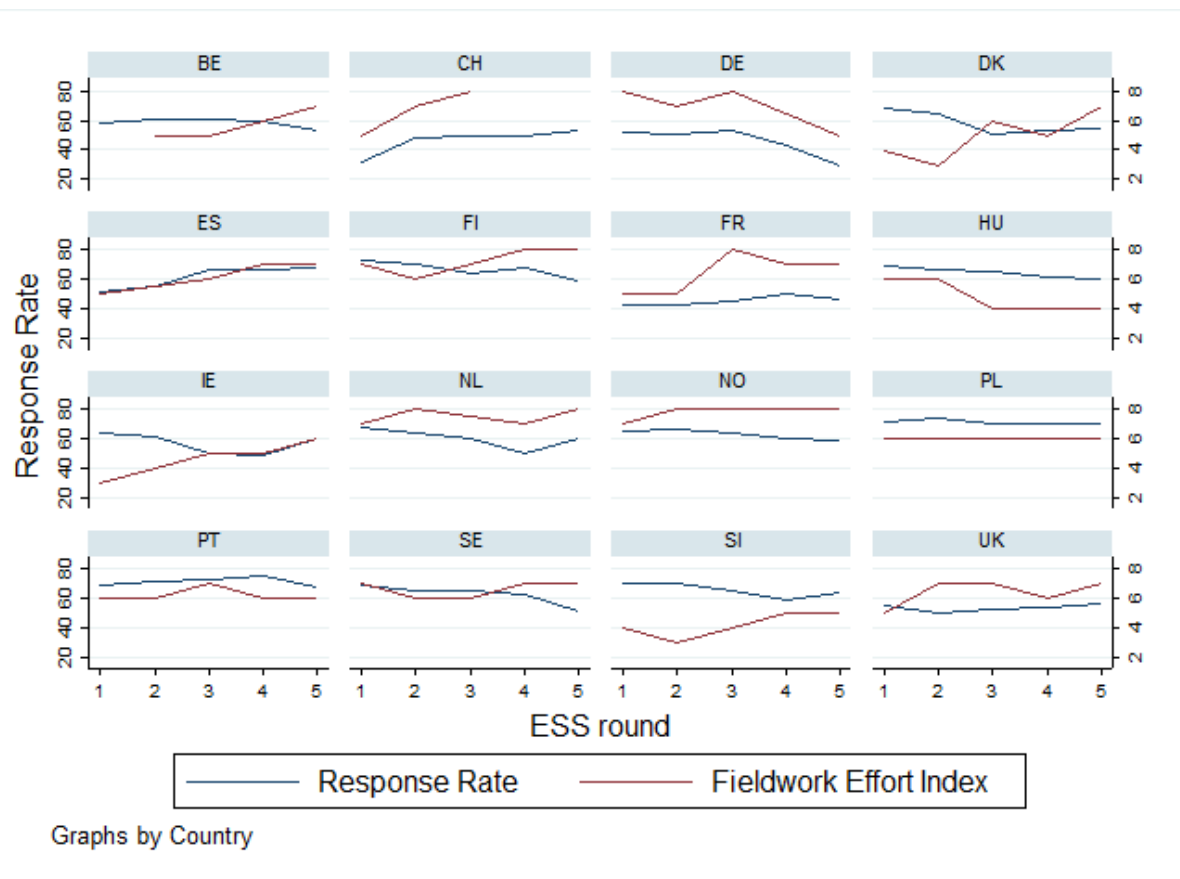 BE CH DE DK
80 8
60 6
40 4
20 2
ES FI FR HU
80 8
60 6
40 4
20 2
Response Rate
IE NL NO PL
80 8
60 6
40 4
20 2
PT SE SI UK
80 8
60 6
40 4
20 2
1 2 3 4 5 1 2 3 4 5 1 2 3 4 5 1 2 3 4 5
ESS round
Response Rate Fieldwork Effort Index
Graphs by Country